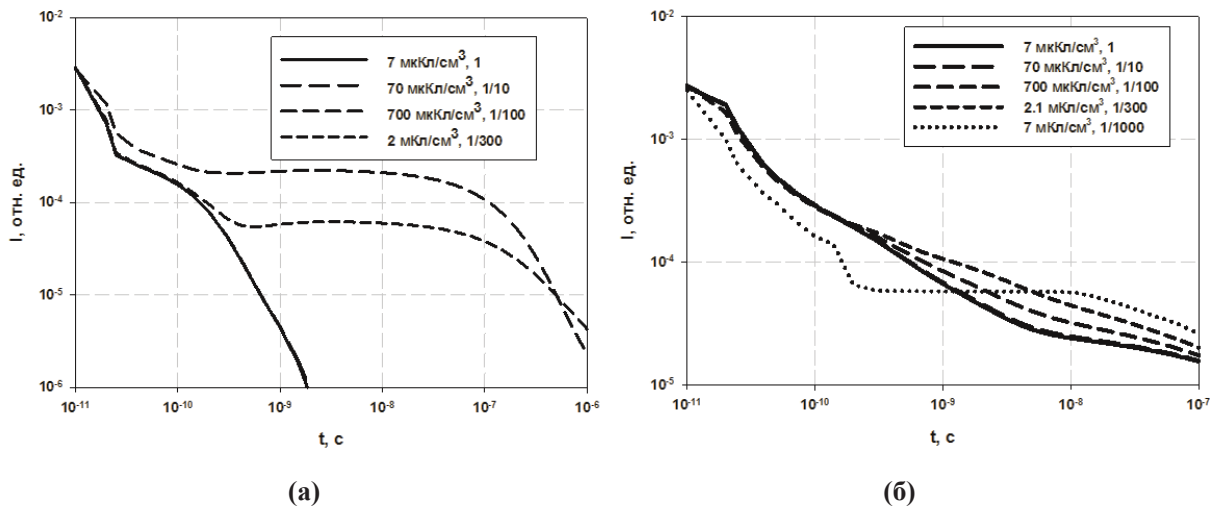 10⁻²
10⁻³
10⁻⁴
10⁻⁵
10⁻⁶
I, отн. ед.
7 мкКл/см³, 1
70 мкКл/см³, 1/10
700 мкКл/см³, 1/100
2 мКл/см³, 1/300
10⁻¹¹ 10⁻¹⁰ 10⁻⁹ 10⁻⁸ 10⁻⁷ 10⁻⁶
t, с
(а)
10⁻²
10⁻³
10⁻⁴
10⁻⁵
I, отн. ед.
7 мкКл/см³, 1
70 мкКл/см³, 1/10
700 мкКл/см³, 1/100
2.1 мКл/см³, 1/300
7 мКл/см³, 1/1000
10⁻¹¹ 10⁻¹⁰ 10⁻⁹ 10⁻⁸ 10⁻⁷
t, с
(б)